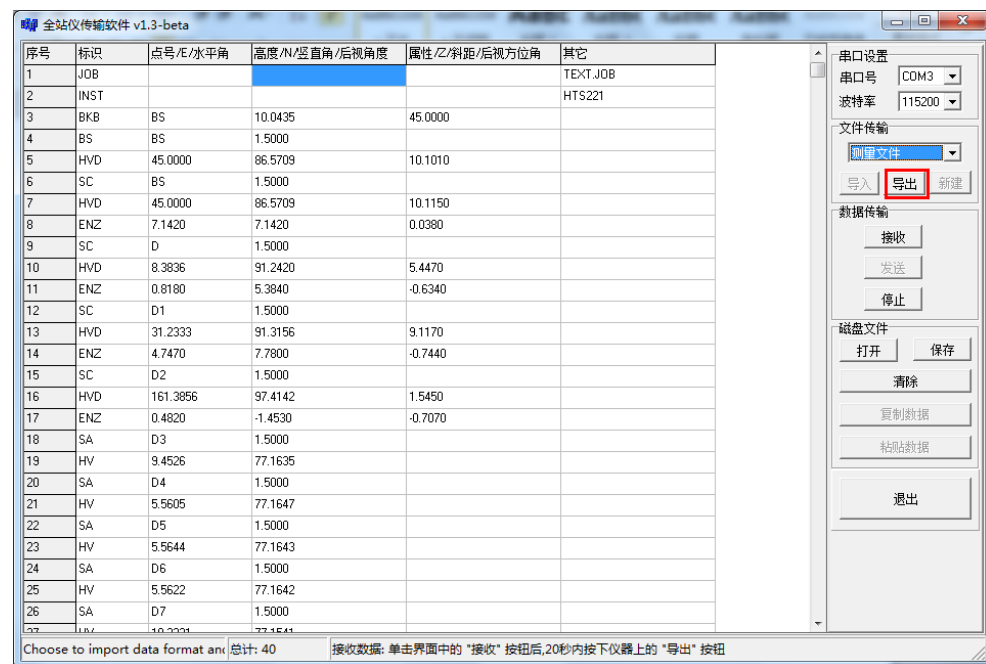 全站仪传输软件 v1.3-beta
序号 标识 点号/E/水平角 高度/N/竖直角/后视角度 属性/Z/斜距/后视方位角 其它
1 JOB TEXT.JOB
2 INST HTS221
3 BKB BS 10.0435 45.0000
4 BS BS 1.5000
5 HVD 45.0000 86.5709 10.1010
6 SC BS 1.5000
7 HVD 45.0000 86.5709 10.1150
8 ENZ 7.1420 7.1420 0.0380
9 SC D 1.5000
10 HVD 8.3836 91.2420 5.4470
11 ENZ 0.8180 5.3840 -0.6340
12 SC D1 1.5000
13 HVD 31.2333 91.3156 9.1170
14 ENZ 4.7470 7.7800 -0.7440
15 SC D2 1.5000
16 HVD 161.3856 97.4142 1.5450
17 ENZ 0.4820 -1.4530 -0.7070
18 SA D3 1.5000
19 HV 9.4526 77.1635
20 SA D4 1.5000
21 HV 5.5605 77.1647
22 SA D5 1.5000
23 HV 5.5644 77.1643
24 SA D6 1.5000
25 HV 5.5622 77.1642
26 SA D7 1.5000
串口设置
串口号 COM3
波特率 115200
文件传输
测量文件
导入 导出 新建
数据传输
接收
发送
停止
磁盘文件
打开 保存
清除
复制数据
粘贴数据
退出
Choose to import data format and 总计: 40 接收数据: 单击界面中的 "接收" 按钮后,20秒内按下仪器上的 "导出" 按钮